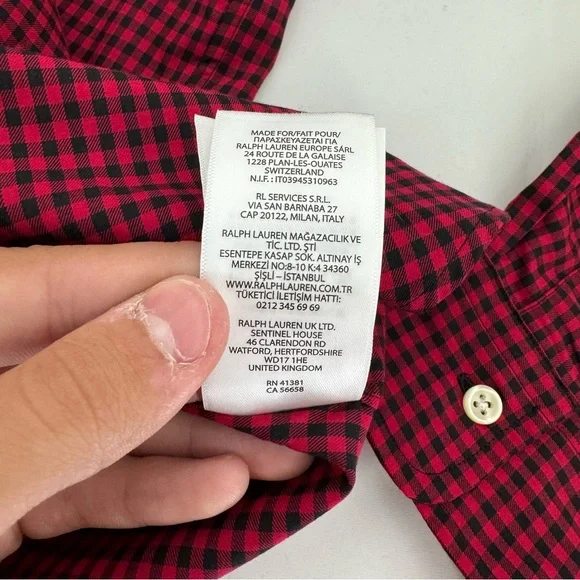 MADE FOR/FAIT POUR/
ΠΑΡΑΣΚΕΥΑΖΕΤΑΙ ΓΙΑ
RALPH LAUREN EUROPE SÁRL
24 ROUTE DE LA GALAISE
1228 PLAN-LES-OUATES
SWITZERLAND
N.I.F. : IT03945310963
RL SERVICES S.R.L.
VIA SAN BARNABA 27
CAP 20122, MILAN, ITALY
RALPH LAUREN MAĞAZACILIK VE
TİC. LTD. ŞTİ
ESENTEPE KASAP SOK. ALTINAY İŞ
MERKEZİ NO:8-10 K:4 34360
ŞİŞLİ – İSTANBUL
WWW.RALPHLAUREN.COM.TR
TÜKETİCİ İLETİŞİM HATTI:
0212 345 69 69
RALPH LAUREN UK LTD.
SENTINEL HOUSE
46 CLARENDON RD
WATFORD, HERTFORDSHIRE
WD17 1HE
UNITED KINGDOM
RN 41381
CA 56658